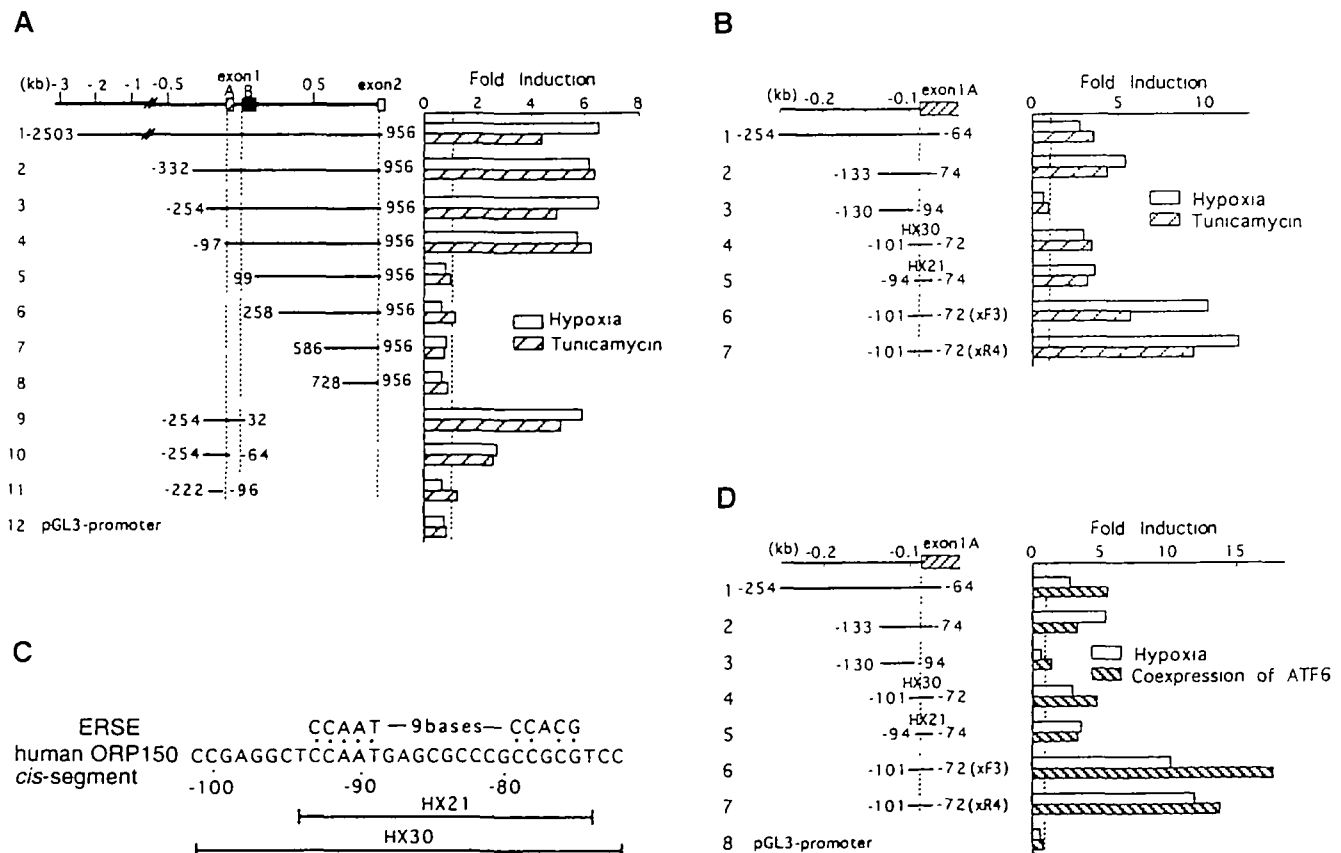 A
exon1
exon2
Fold Induction
(kb)-3 -2 -1 -0.5 A B 0.5
0 2 4 6 8
1 -2503 956
2 -332 956
3 -254 956
4 -97 956
5 99 956
6 258 956
7 586 956
8 728 956
9 -254 32
10 -254 -64
11 -222 -96
12 pGL3-promoter
Hypoxia
Tunicamycin
B
Fold Induction
(kb) -0.2 -0.1 exon1A
0 5 10
1 -254 -64
2 -133 -74
3 -130 -94
HX30
4 -101 -72
HX21
5 -94 -74
6 -101 -72(xF3)
7 -101 -72(xR4)
Hypoxia
Tunicamycin
C
ERSE CCAAT — 9bases — CCACG
human ORP150 CCGAGGCTCCAATGAGCGCCCGCCGCGTCC
cis-segment -100 -90 -80
HX21
HX30
D
Fold Induction
(kb) -0.2 -0.1 exon1A
0 5 10 15
1 -254 -64
2 -133 -74
3 -130 -94
HX30
4 -101 -72
HX21
5 -94 -74
6 -101 -72(xF3)
7 -101 -72(xR4)
8 pGL3-promoter
Hypoxia
Coexpression of ATF6